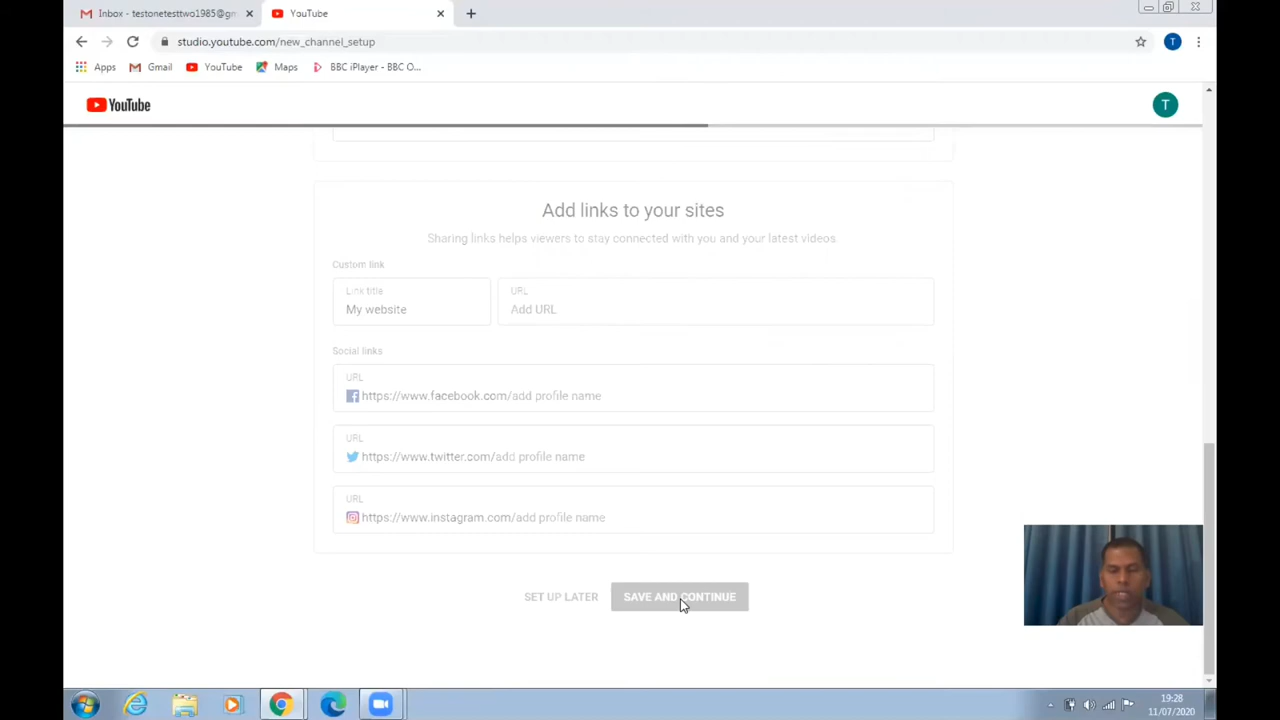 Inbox - testonetesttwo1985@gm
YouTube
studio.youtube.com/new_channel_setup
T
Apps
Gmail
YouTube
Maps
BBC iPlayer - BBC O...
YouTube
T
Add links to your sites
Sharing links helps viewers to stay connected with you and your latest videos
Custom link
Link title
My website
URL
Add URL
Social links
URL
https://www.facebook.com/add profile name
URL
https://www.twitter.com/add profile name
URL
https://www.instagram.com/add profile name
SET UP LATER
SAVE AND CONTINUE
19:28
11/07/2020